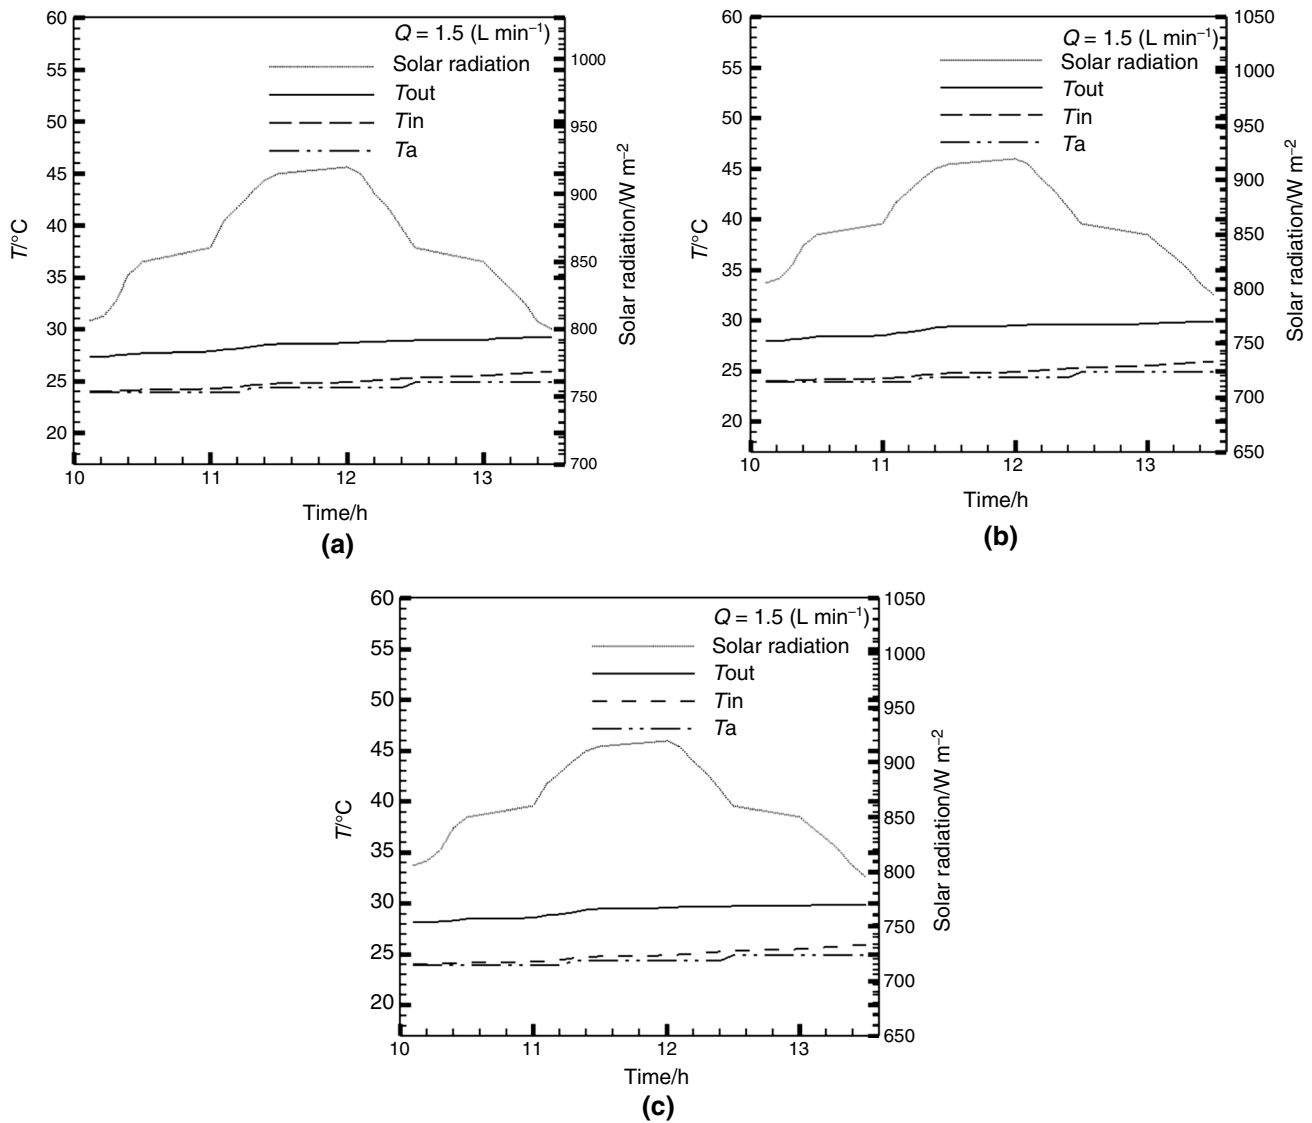 (a)
Q = 1.5 (L min⁻¹)
Solar radiation
Tout
Tin
Ta
60
55
50
45
40
35
30
25
20
T/°C
1000
950
900
850
800
750
700
Solar radiation/W m⁻²
10 11 12 13
Time/h
(a)
(b)
Q = 1.5 (L min⁻¹)
Solar radiation
Tout
Tin
Ta
60
55
50
45
40
35
30
25
20
T/°C
1050
1000
950
900
850
800
750
700
650
Solar radiation/W m⁻²
10 11 12 13
Time/h
(b)
Q = 1.5 (L min⁻¹)
Solar radiation
Tout
Tin
Ta
60
55
50
45
40
35
30
25
20
T/°C
1050
1000
950
900
850
800
750
700
650
Solar radiation/W m⁻²
10 11 12 13
Time/h
(c)